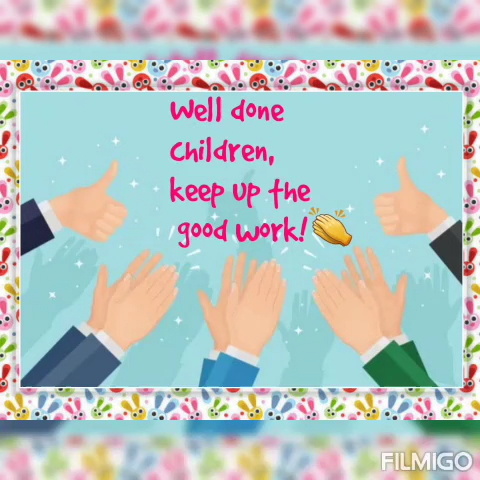 Well done
Children,
keep up the
good work!👏
FILMIGO